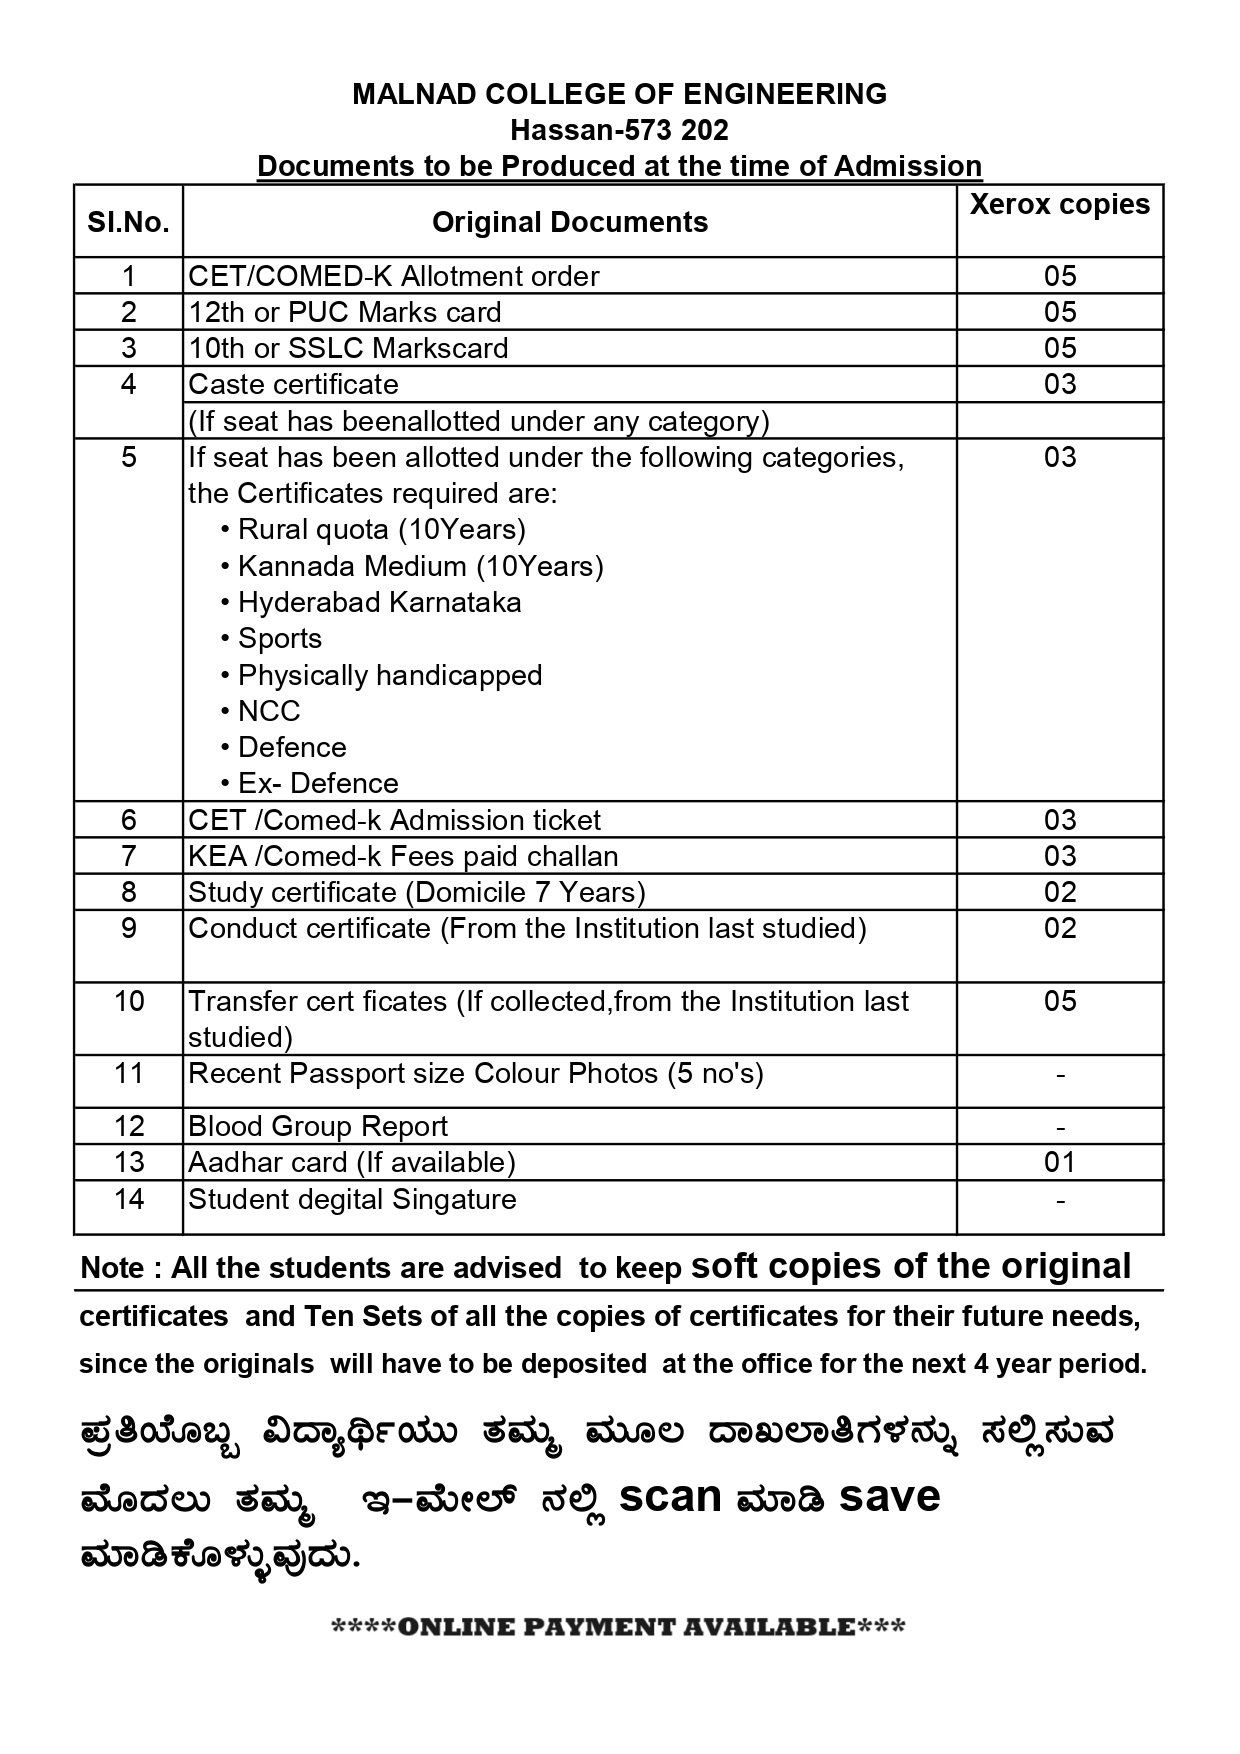 MALNAD COLLEGE OF ENGINEERING
Hassan-573 202
Documents to be Produced at the time of Admission
SI.No. Original Documents Xerox copies
1 CET/COMED-K Allotment order 05
2 12th or PUC Marks card 05
3 10th or SSLC Markscard 05
4 Caste certificate 03
(If seat has beenallotted under any category)
5 If seat has been allotted under the following categories, 03
the Certificates required are:
• Rural quota (10Years)
• Kannada Medium (10Years)
• Hyderabad Karnataka
• Sports
• Physically handicapped
• NCC
• Defence
• Ex- Defence
6 CET /Comed-k Admission ticket 03
7 KEA /Comed-k Fees paid challan 03
8 Study certificate (Domicile 7 Years) 02
9 Conduct certificate (From the Institution last studied) 02
10 Transfer cert ficates (If collected,from the Institution last 05
studied)
11 Recent Passport size Colour Photos (5 no's) -
12 Blood Group Report -
13 Aadhar card (If available) 01
14 Student degital Singature -
Note : All the students are advised to keep soft copies of the original
certificates and Ten Sets of all the copies of certificates for their future needs,
since the originals will have to be deposited at the office for the next 4 year period.
ಪ್ರತಿಯೊಬ್ಬ ವಿದ್ಯಾರ್ಥಿಯು ತಮ್ಮ ಮೂಲ ದಾಖಲಾತಿಗಳನ್ನು ಸಲ್ಲಿಸುವ
ಮೊದಲು ತಮ್ಮ ಇ–ಮೇಲ್ ನಲ್ಲಿ scan ಮಾಡಿ save
ಮಾಡಿಕೊಳ್ಳುವುದು.
****ONLINE PAYMENT AVAILABLE***